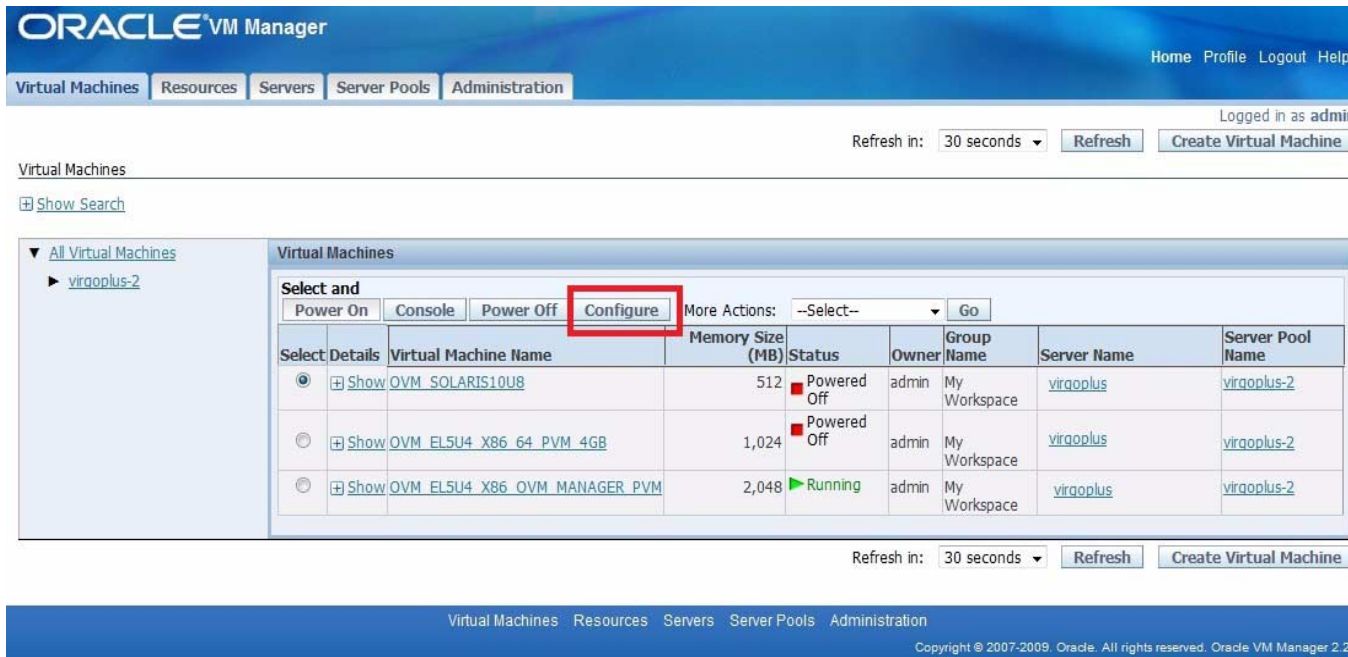 ORACLE VM Manager
Home Profile Logout Help
Virtual Machines Resources Servers Server Pools Administration
Logged in as admi
Refresh in: 30 seconds Refresh Create Virtual Machine
Virtual Machines
Show Search
All Virtual Machines
virgoplus-2
Virtual Machines
Select and
Power On Console Power Off Configure More Actions: --Select-- Go
Select Details Virtual Machine Name Memory Size (MB) Status Owner Group Name Server Name Server Pool Name
Show OVM_SOLARIS10U8 512 Powered Off admin My Workspace virgoplus virgoplus-2
Show OVM_EL5U4_X86_64_PVM_4GB 1,024 Powered Off admin My Workspace virgoplus virgoplus-2
Show OVM_EL5U4_X86_OVM_MANAGER_PVM 2,048 Running admin My Workspace virgoplus virgoplus-2
Refresh in: 30 seconds Refresh Create Virtual Machine
Virtual Machines Resources Servers Server Pools Administration
Copyright © 2007-2009. Oracle. All rights reserved. Oracle VM Manager 2.2